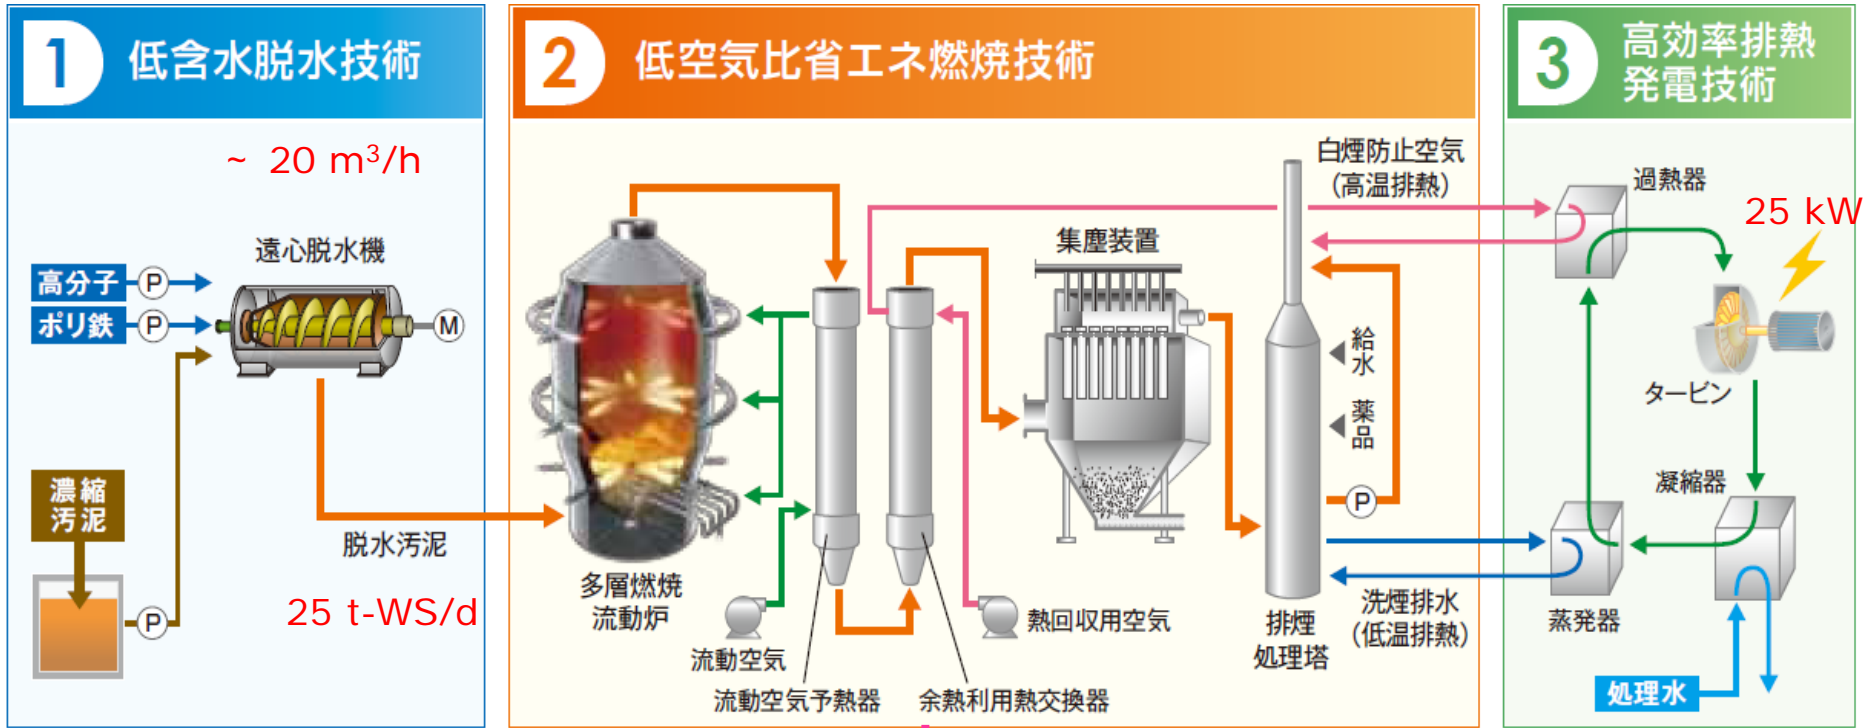 1
低含水脱水技術
~ 20 m³/h
遠心脱水機
高分子
P
ポリ鉄
P
M
濃縮
汚泥
P
脱水汚泥
25 t-WS/d
2
低空気比省エネ燃焼技術
白煙防止空気
(高温排熱)
集塵装置
給水
薬品
P
多層燃焼
流動炉
流動空気
熱回収用空気
流動空気予熱器
余熱利用熱交換器
排煙
処理塔
洗煙排水
(低温排熱)
3
高効率排熱
発電技術
過熱器
25 kW
タービン
凝縮器
蒸発器
処理水